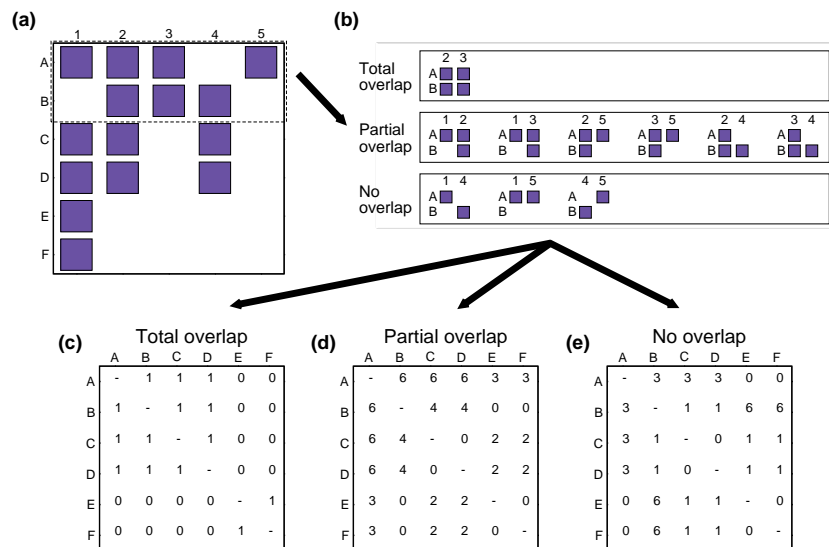 (a)
1 2 3 4 5
A
B
C
D
E
F
(b)
Total overlap
2 3
A
B
Partial overlap
1 2 1 3 2 5 3 5 2 4 3 4
A A A A A A
B B B B B B
No overlap
1 4 1 5 4 5
A A A
B B B
(c) Total overlap
A B C D E F
A - 1 1 1 0 0
B 1 - 1 1 0 0
C 1 1 - 1 0 0
D 1 1 1 - 0 0
E 0 0 0 0 - 1
F 0 0 0 0 1 -
(d) Partial overlap
A B C D E F
A - 6 6 6 3 3
B 6 - 4 4 0 0
C 6 4 - 0 2 2
D 6 4 0 - 2 2
E 3 0 2 2 - 0
F 3 0 2 2 0 -
(e) No overlap
A B C D E F
A - 3 3 3 0 0
B 3 - 1 1 6 6
C 3 1 - 0 1 1
D 3 1 0 - 1 1
E 0 6 1 1 - 0
F 0 6 1 1 0 -